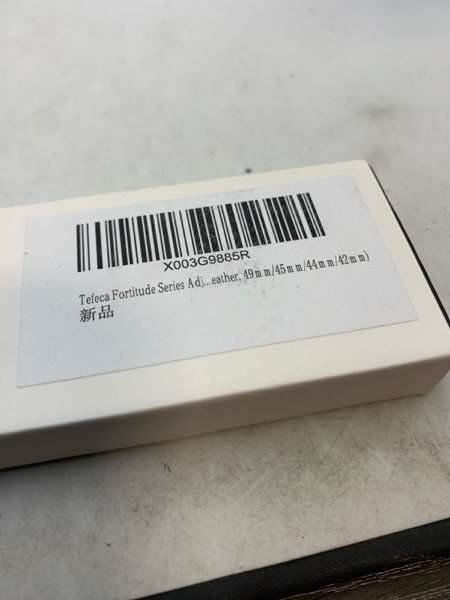 X003G9885R
Tefeca Fortitude Series Adj...eather, 49mm/45mm/44mm/42mm)
新品